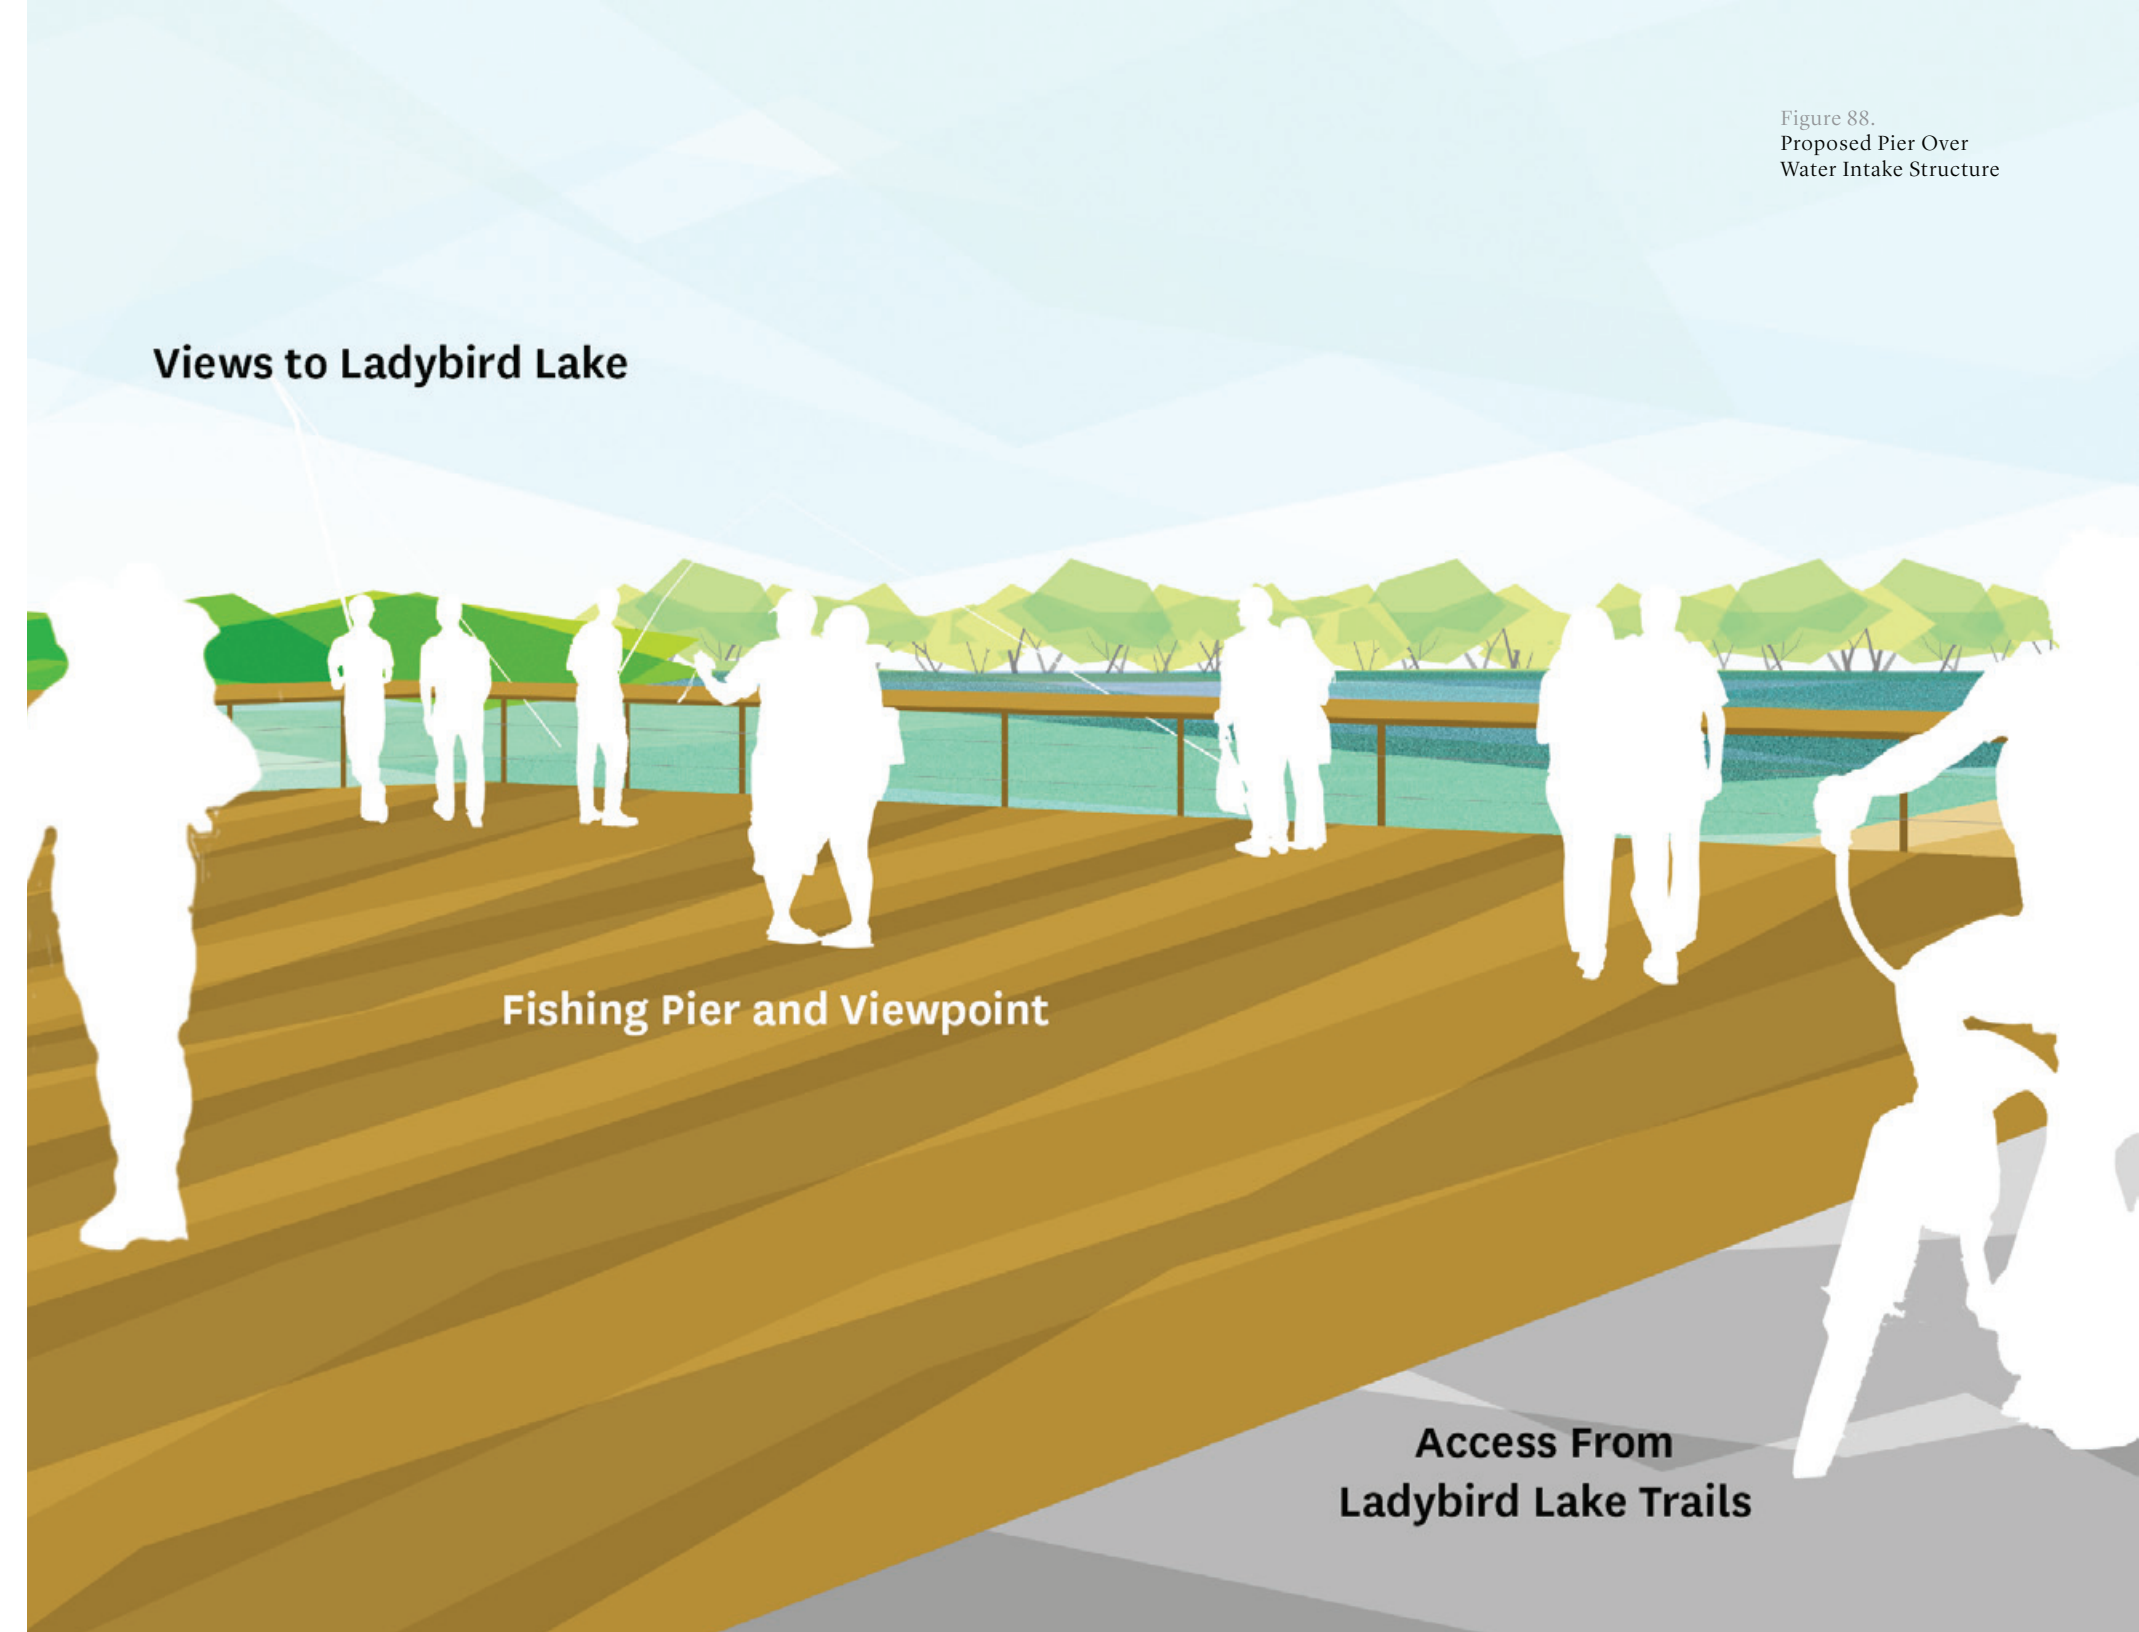 Figure 88.
Proposed Pier Over
Water Intake Structure
Views to Ladybird Lake
Fishing Pier and Viewpoint
Access From
Ladybird Lake Trails